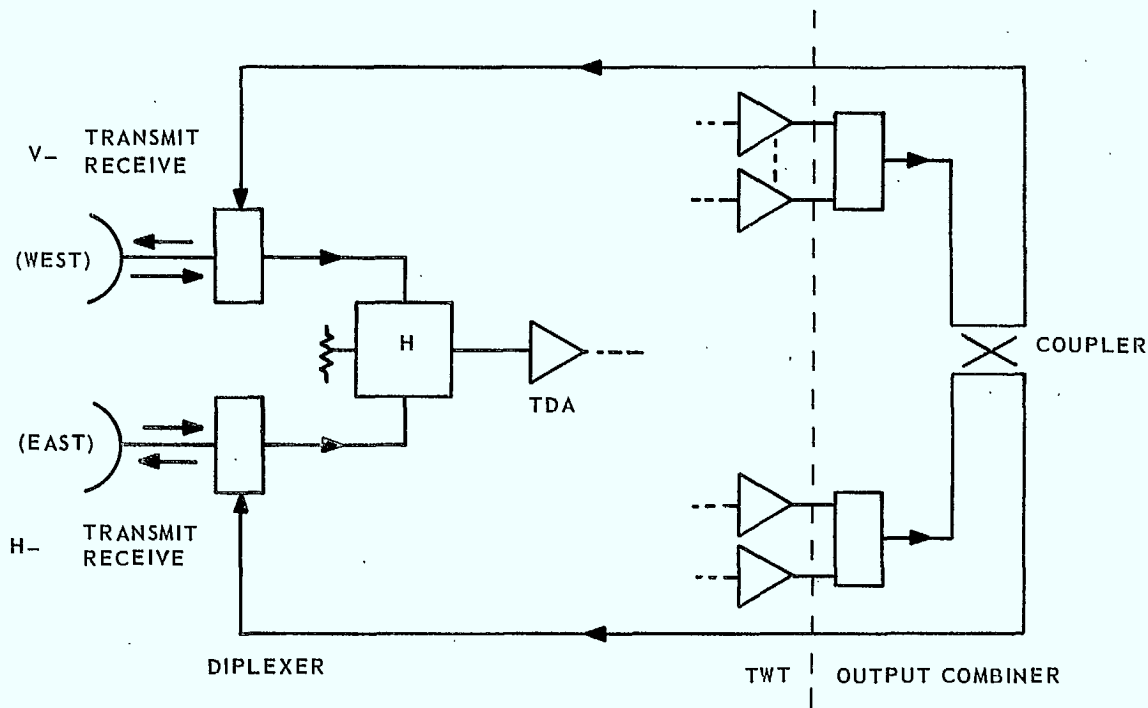 V- TRANSMIT
RECEIVE
(WEST)
H
COUPLER
TDA
(EAST)
H- TRANSMIT
RECEIVE
DIPLEXER
TWT
OUTPUT COMBINER